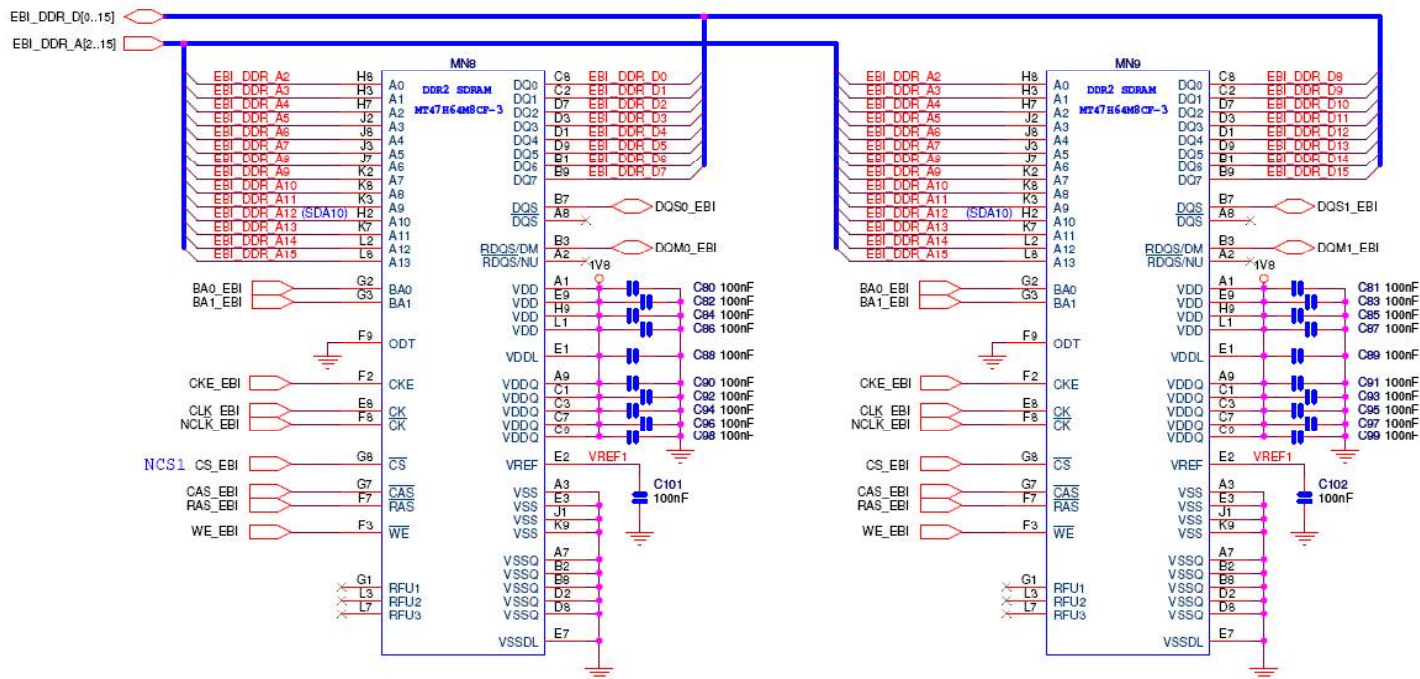 EBI_DDR_D[0..15]
EBI_DDR_A[2..15]
MN8
DDR2 SDRAM
MT47H64M8CF-3
EBI_DDR_A2 H8 A0
EBI_DDR_A3 H3 A1
EBI_DDR_A4 H7 A2
EBI_DDR_A5 J2 A3
EBI_DDR_A6 J8 A4
EBI_DDR_A7 J3 A5
EBI_DDR_A8 J7 A6
EBI_DDR_A9 K2 A7
EBI_DDR_A10 K8 A8
EBI_DDR_A11 K3 A9
EBI_DDR_A12 (SDA10) H2 A10
EBI_DDR_A13 K7 A11
EBI_DDR_A14 L2 A12
EBI_DDR_A15 L8 A13
BA0_EBI G2 BA0
BA1_EBI G3 BA1
F9 ODT
CKE_EBI F2 CKE
CLK_EBI E8 CK
NCLK_EBI F8 CK
NCS1 CS_EBI G8 CS
CAS_EBI G7 CAS
RAS_EBI F7 RAS
WE_EBI F3 WE
G1 RFU1
L3 RFU2
L7 RFU3
DQ0 C8 EBI_DDR_D0
DQ1 C2 EBI_DDR_D1
DQ2 D7 EBI_DDR_D2
DQ3 D3 EBI_DDR_D3
DQ4 D1 EBI_DDR_D4
DQ5 D9 EBI_DDR_D5
DQ6 B1 EBI_DDR_D6
DQ7 B9 EBI_DDR_D7
DQS B7 DQS0_EBI
DQS A8
RDQS/DM B3 DQM0_EBI
RDQS/NU A2
1V8
VDD A1 C80 100nF
VDD E9 C82 100nF
VDD H9 C84 100nF
VDD L1 C86 100nF
VDDL E1 C88 100nF
VDDQ A9 C90 100nF
VDDQ C1 C92 100nF
VDDQ C3 C94 100nF
VDDQ C7 C96 100nF
VDDQ C9 C98 100nF
VREF E2 VREF1
C101
100nF
VSS A3
VSS E3
VSS J1
VSS K9
VSSQ A7
VSSQ B2
VSSQ B8
VSSQ D2
VSSQ D8
VSSDL E7
MN9
DDR2 SDRAM
MT47H64M8CF-3
EBI_DDR_A2 H8 A0
EBI_DDR_A3 H3 A1
EBI_DDR_A4 H7 A2
EBI_DDR_A5 J2 A3
EBI_DDR_A6 J8 A4
EBI_DDR_A7 J3 A5
EBI_DDR_A8 J7 A6
EBI_DDR_A9 K2 A7
EBI_DDR_A10 K8 A8
EBI_DDR_A11 K3 A9
EBI_DDR_A12 (SDA10) H2 A10
EBI_DDR_A13 K7 A11
EBI_DDR_A14 L2 A12
EBI_DDR_A15 L8 A13
BA0_EBI G2 BA0
BA1_EBI G3 BA1
F9 ODT
CKE_EBI F2 CKE
CLK_EBI E8 CK
NCLK_EBI F8 CK
CS_EBI G8 CS
CAS_EBI G7 CAS
RAS_EBI F7 RAS
WE_EBI F3 WE
G1 RFU1
L3 RFU2
L7 RFU3
DQ0 C8 EBI_DDR_D8
DQ1 C2 EBI_DDR_D9
DQ2 D7 EBI_DDR_D10
DQ3 D3 EBI_DDR_D11
DQ4 D1 EBI_DDR_D12
DQ5 D9 EBI_DDR_D13
DQ6 B1 EBI_DDR_D14
DQ7 B9 EBI_DDR_D15
DQS B7 DQS1_EBI
DQS A8
RDQS/DM B3 DQM1_EBI
RDQS/NU A2
1V8
VDD A1 C81 100nF
VDD E9 C83 100nF
VDD H9 C85 100nF
VDD L1 C87 100nF
VDDL E1 C89 100nF
VDDQ A9 C91 100nF
VDDQ C1 C93 100nF
VDDQ C3 C95 100nF
VDDQ C7 C97 100nF
VDDQ C9 C99 100nF
VREF E2 VREF1
C102
100nF
VSS A3
VSS E3
VSS J1
VSS K9
VSSQ A7
VSSQ B2
VSSQ B8
VSSQ D2
VSSQ D8
VSSDL E7